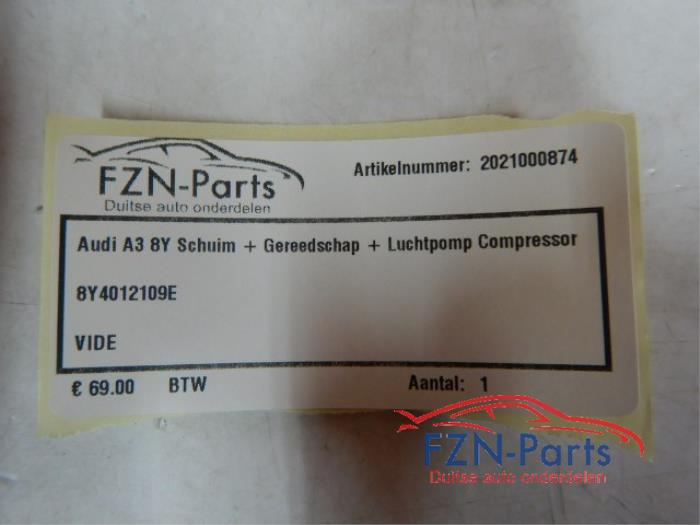 FZN-Parts
Duitse auto onderdelen
Artikelnummer: 2021000874
Audi A3 8Y Schuim + Gereedschap + Luchtpomp Compressor
8Y4012109E
VIDE
€ 69.00 BTW Aantal: 1
FZN-Parts
Duitse auto onderdelen